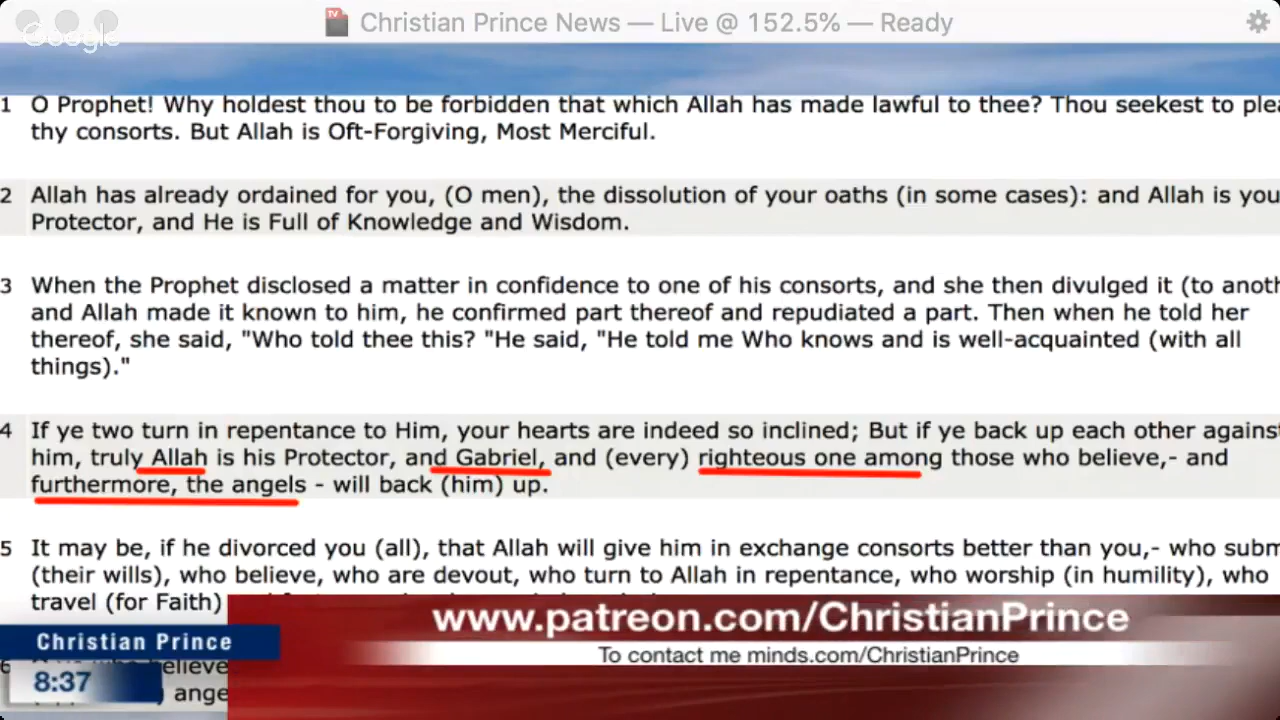 Christian Prince News — Live @ 152.5% — Ready
Google
1 O Prophet! Why holdest thou to be forbidden that which Allah has made lawful to thee? Thou seekest to plea
thy consorts. But Allah is Oft-Forgiving, Most Merciful.
2 Allah has already ordained for you, (O men), the dissolution of your oaths (in some cases): and Allah is you
Protector, and He is Full of Knowledge and Wisdom.
3 When the Prophet disclosed a matter in confidence to one of his consorts, and she then divulged it (to anoth
and Allah made it known to him, he confirmed part thereof and repudiated a part. Then when he told her
thereof, she said, "Who told thee this? "He said, "He told me Who knows and is well-acquainted (with all
things)."
4 If ye two turn in repentance to Him, your hearts are indeed so inclined; But if ye back up each other against
him, truly Allah is his Protector, and Gabriel, and (every) righteous one among those who believe,- and
furthermore, the angels - will back (him) up.
5 It may be, if he divorced you (all), that Allah will give him in exchange consorts better than you,- who subm
(their wills), who believe, who are devout, who turn to Allah in repentance, who worship (in humility), who
travel (for Faith)
www.patreon.com/ChristianPrince
Christian Prince
To contact me minds.com/ChristianPrince
6 believe
8:37
ange